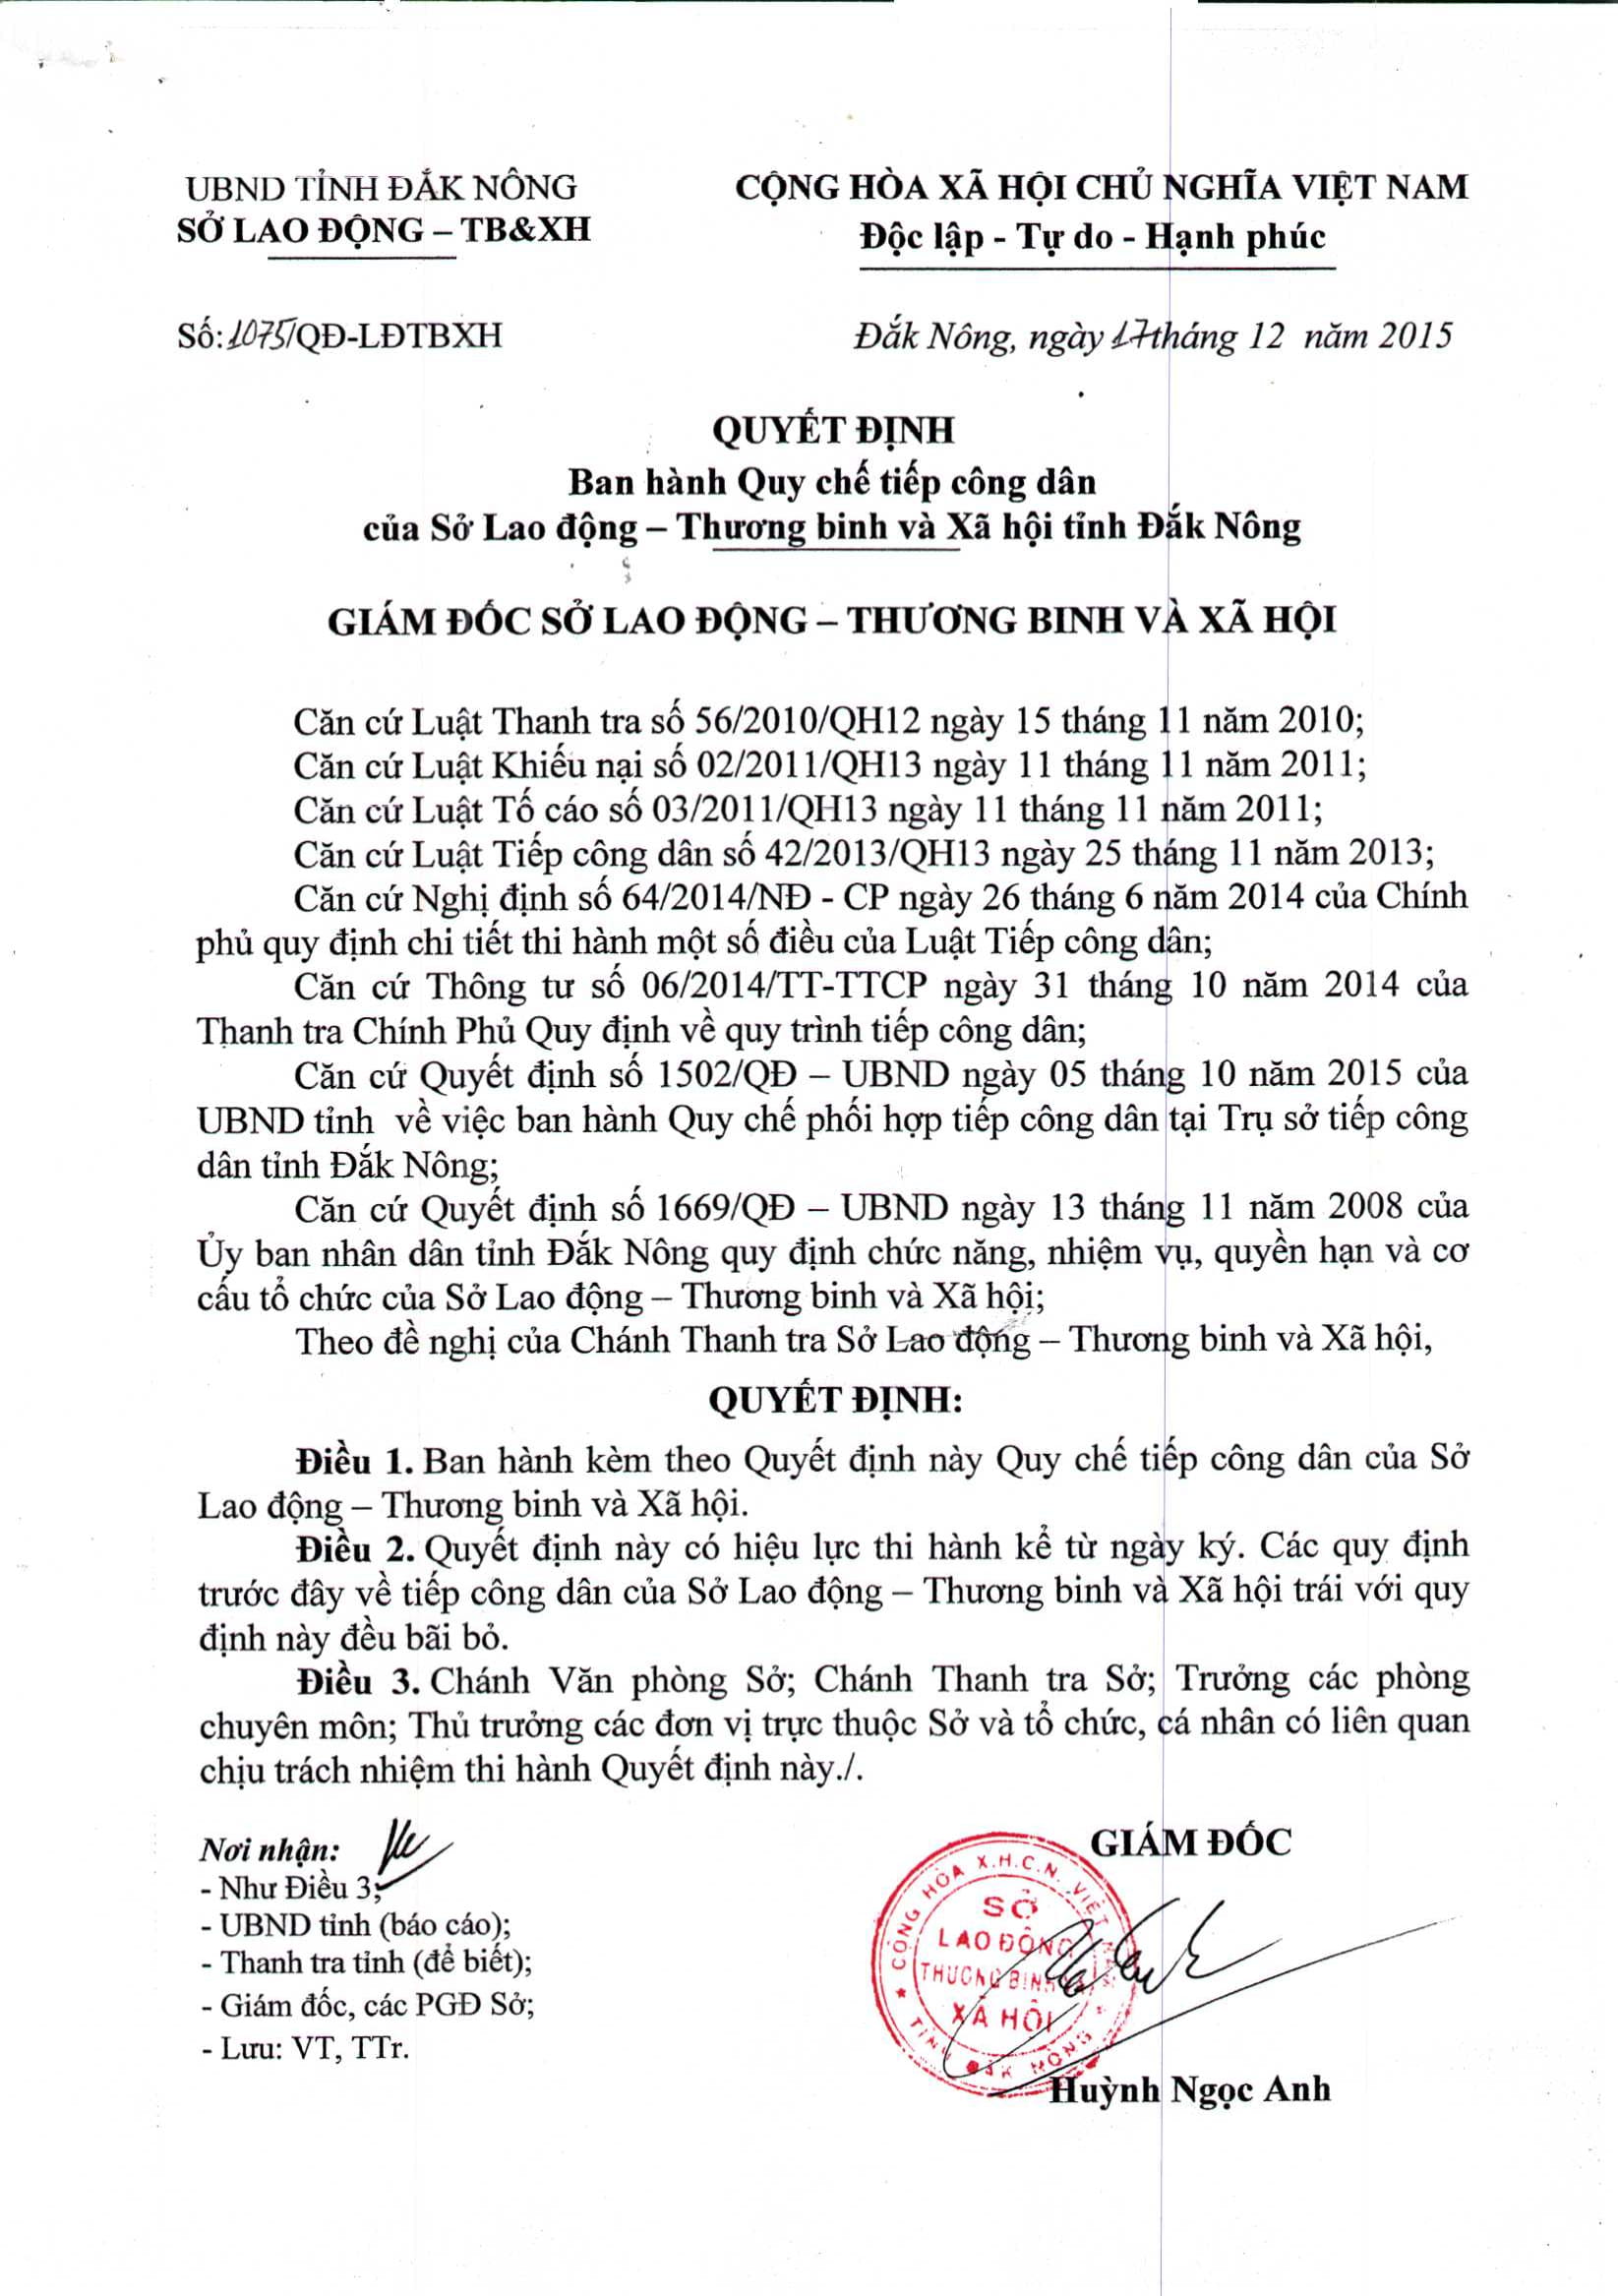 UBND TỈNH ĐẮK NÔNG
SỞ LAO ĐỘNG – TB&XH
CỘNG HÒA XÃ HỘI CHỦ NGHĨA VIỆT NAM
Độc lập - Tự do - Hạnh phúc
Số: 1075/QĐ-LĐTBXH
Đắk Nông, ngày 17 tháng 12 năm 2015
QUYẾT ĐỊNH
Ban hành Quy chế tiếp công dân
của Sở Lao động – Thương binh và Xã hội tỉnh Đắk Nông
GIÁM ĐỐC SỞ LAO ĐỘNG – THƯƠNG BINH VÀ XÃ HỘI
Căn cứ Luật Thanh tra số 56/2010/QH12 ngày 15 tháng 11 năm 2010;
Căn cứ Luật Khiếu nại số 02/2011/QH13 ngày 11 tháng 11 năm 2011;
Căn cứ Luật Tố cáo số 03/2011/QH13 ngày 11 tháng 11 năm 2011;
Căn cứ Luật Tiếp công dân số 42/2013/QH13 ngày 25 tháng 11 năm 2013;
Căn cứ Nghị định số 64/2014/NĐ - CP ngày 26 tháng 6 năm 2014 của Chính
phủ quy định chi tiết thi hành một số điều của Luật Tiếp công dân;
Căn cứ Thông tư số 06/2014/TT-TTCP ngày 31 tháng 10 năm 2014 của
Thanh tra Chính Phủ Quy định về quy trình tiếp công dân;
Căn cứ Quyết định số 1502/QĐ – UBND ngày 05 tháng 10 năm 2015 của
UBND tỉnh về việc ban hành Quy chế phối hợp tiếp công dân tại Trụ sở tiếp công
dân tỉnh Đắk Nông;
Căn cứ Quyết định số 1669/QĐ – UBND ngày 13 tháng 11 năm 2008 của
Ủy ban nhân dân tỉnh Đắk Nông quy định chức năng, nhiệm vụ, quyền hạn và cơ
cấu tổ chức của Sở Lao động – Thương binh và Xã hội;
Theo đề nghị của Chánh Thanh tra Sở Lao động – Thương binh và Xã hội,
QUYẾT ĐỊNH:
Điều 1. Ban hành kèm theo Quyết định này Quy chế tiếp công dân của Sở
Lao động – Thương binh và Xã hội.
Điều 2. Quyết định này có hiệu lực thi hành kể từ ngày ký. Các quy định
trước đây về tiếp công dân của Sở Lao động – Thương binh và Xã hội trái với quy
định này đều bãi bỏ.
Điều 3. Chánh Văn phòng Sở; Chánh Thanh tra Sở; Trưởng các phòng
chuyên môn; Thủ trưởng các đơn vị trực thuộc Sở và tổ chức, cá nhân có liên quan
chịu trách nhiệm thi hành Quyết định này./.
Nơi nhận:
- Như Điều 3;
- UBND tỉnh (báo cáo);
- Thanh tra tỉnh (để biết);
- Giám đốc, các PGĐ Sở;
- Lưu: VT, TTr.
GIÁM ĐỐC
CỘNG HÒA X.H.C.N. VIỆT NAM
SỞ
LAO ĐỘNG
THƯƠNG BINH
XÃ HỘI
TỈNH ĐẮK NÔNG
Huỳnh Ngọc Anh